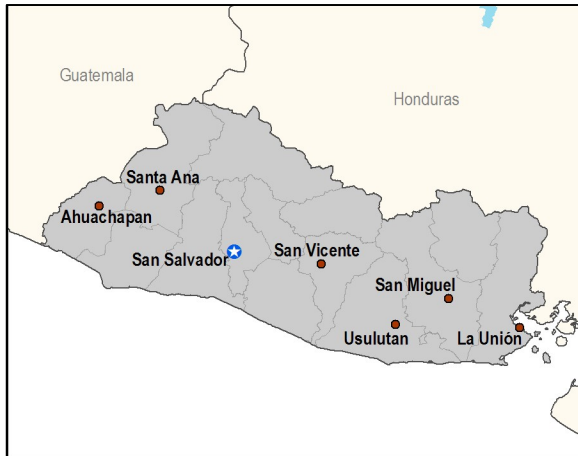 Guatemala
Honduras
Santa Ana
Ahuachapan
San Salvador
San Vicente
San Miguel
Usulutan
La Unión